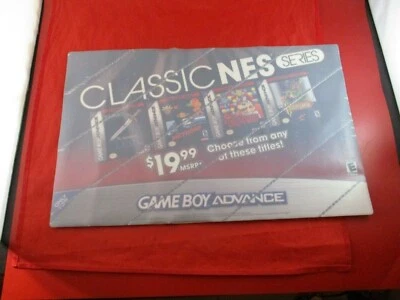 CLASSIC NES SERIES
$19.99 MSRP
Choose from any
of these titles!
GAME BOY ADVANCE